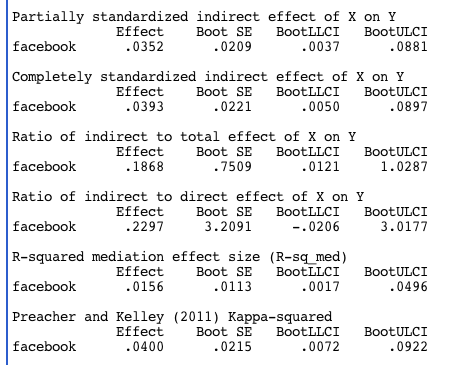 Partially standardized indirect effect of X on Y
Effect Boot SE BootLLCI BootULCI
facebook .0352 .0209 .0037 .0881
Completely standardized indirect effect of X on Y
Effect Boot SE BootLLCI BootULCI
facebook .0393 .0221 .0050 .0897
Ratio of indirect to total effect of X on Y
Effect Boot SE BootLLCI BootULCI
facebook .1868 .7509 .0121 1.0287
Ratio of indirect to direct effect of X on Y
Effect Boot SE BootLLCI BootULCI
facebook .2297 3.2091 -.0206 3.0177
R-squared mediation effect size (R-sq_med)
Effect Boot SE BootLLCI BootULCI
facebook .0156 .0113 .0017 .0496
Preacher and Kelley (2011) Kappa-squared
Effect Boot SE BootLLCI BootULCI
facebook .0400 .0215 .0072 .0922